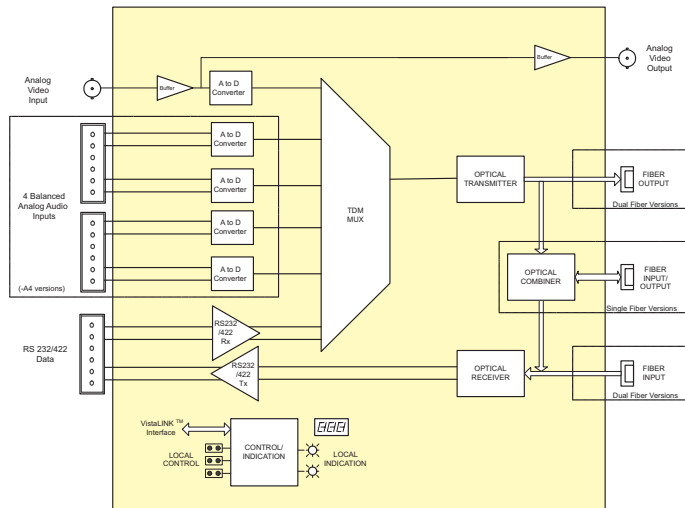 Analog
Video
Input
Buffer
A to D
Converter
Buffer
Analog
Video
Output
A to D
Converter
A to D
Converter
A to D
Converter
A to D
Converter
4 Balanced
Analog Audio
Inputs
(-A4 versions)
TDM
MUX
OPTICAL
TRANSMITTER
FIBER
OUTPUT
Dual Fiber Versions
OPTICAL
COMBINER
FIBER
INPUT/
OUTPUT
Single Fiber Versions
RS 232/422
Data
RS232
/422
Rx
RS232
/422
Tx
OPTICAL
RECEIVER
FIBER
INPUT
Dual Fiber Versions
VistaLINK TM
Interface
LOCAL
CONTROL
CONTROL/
INDICATION
LOCAL
INDICATION